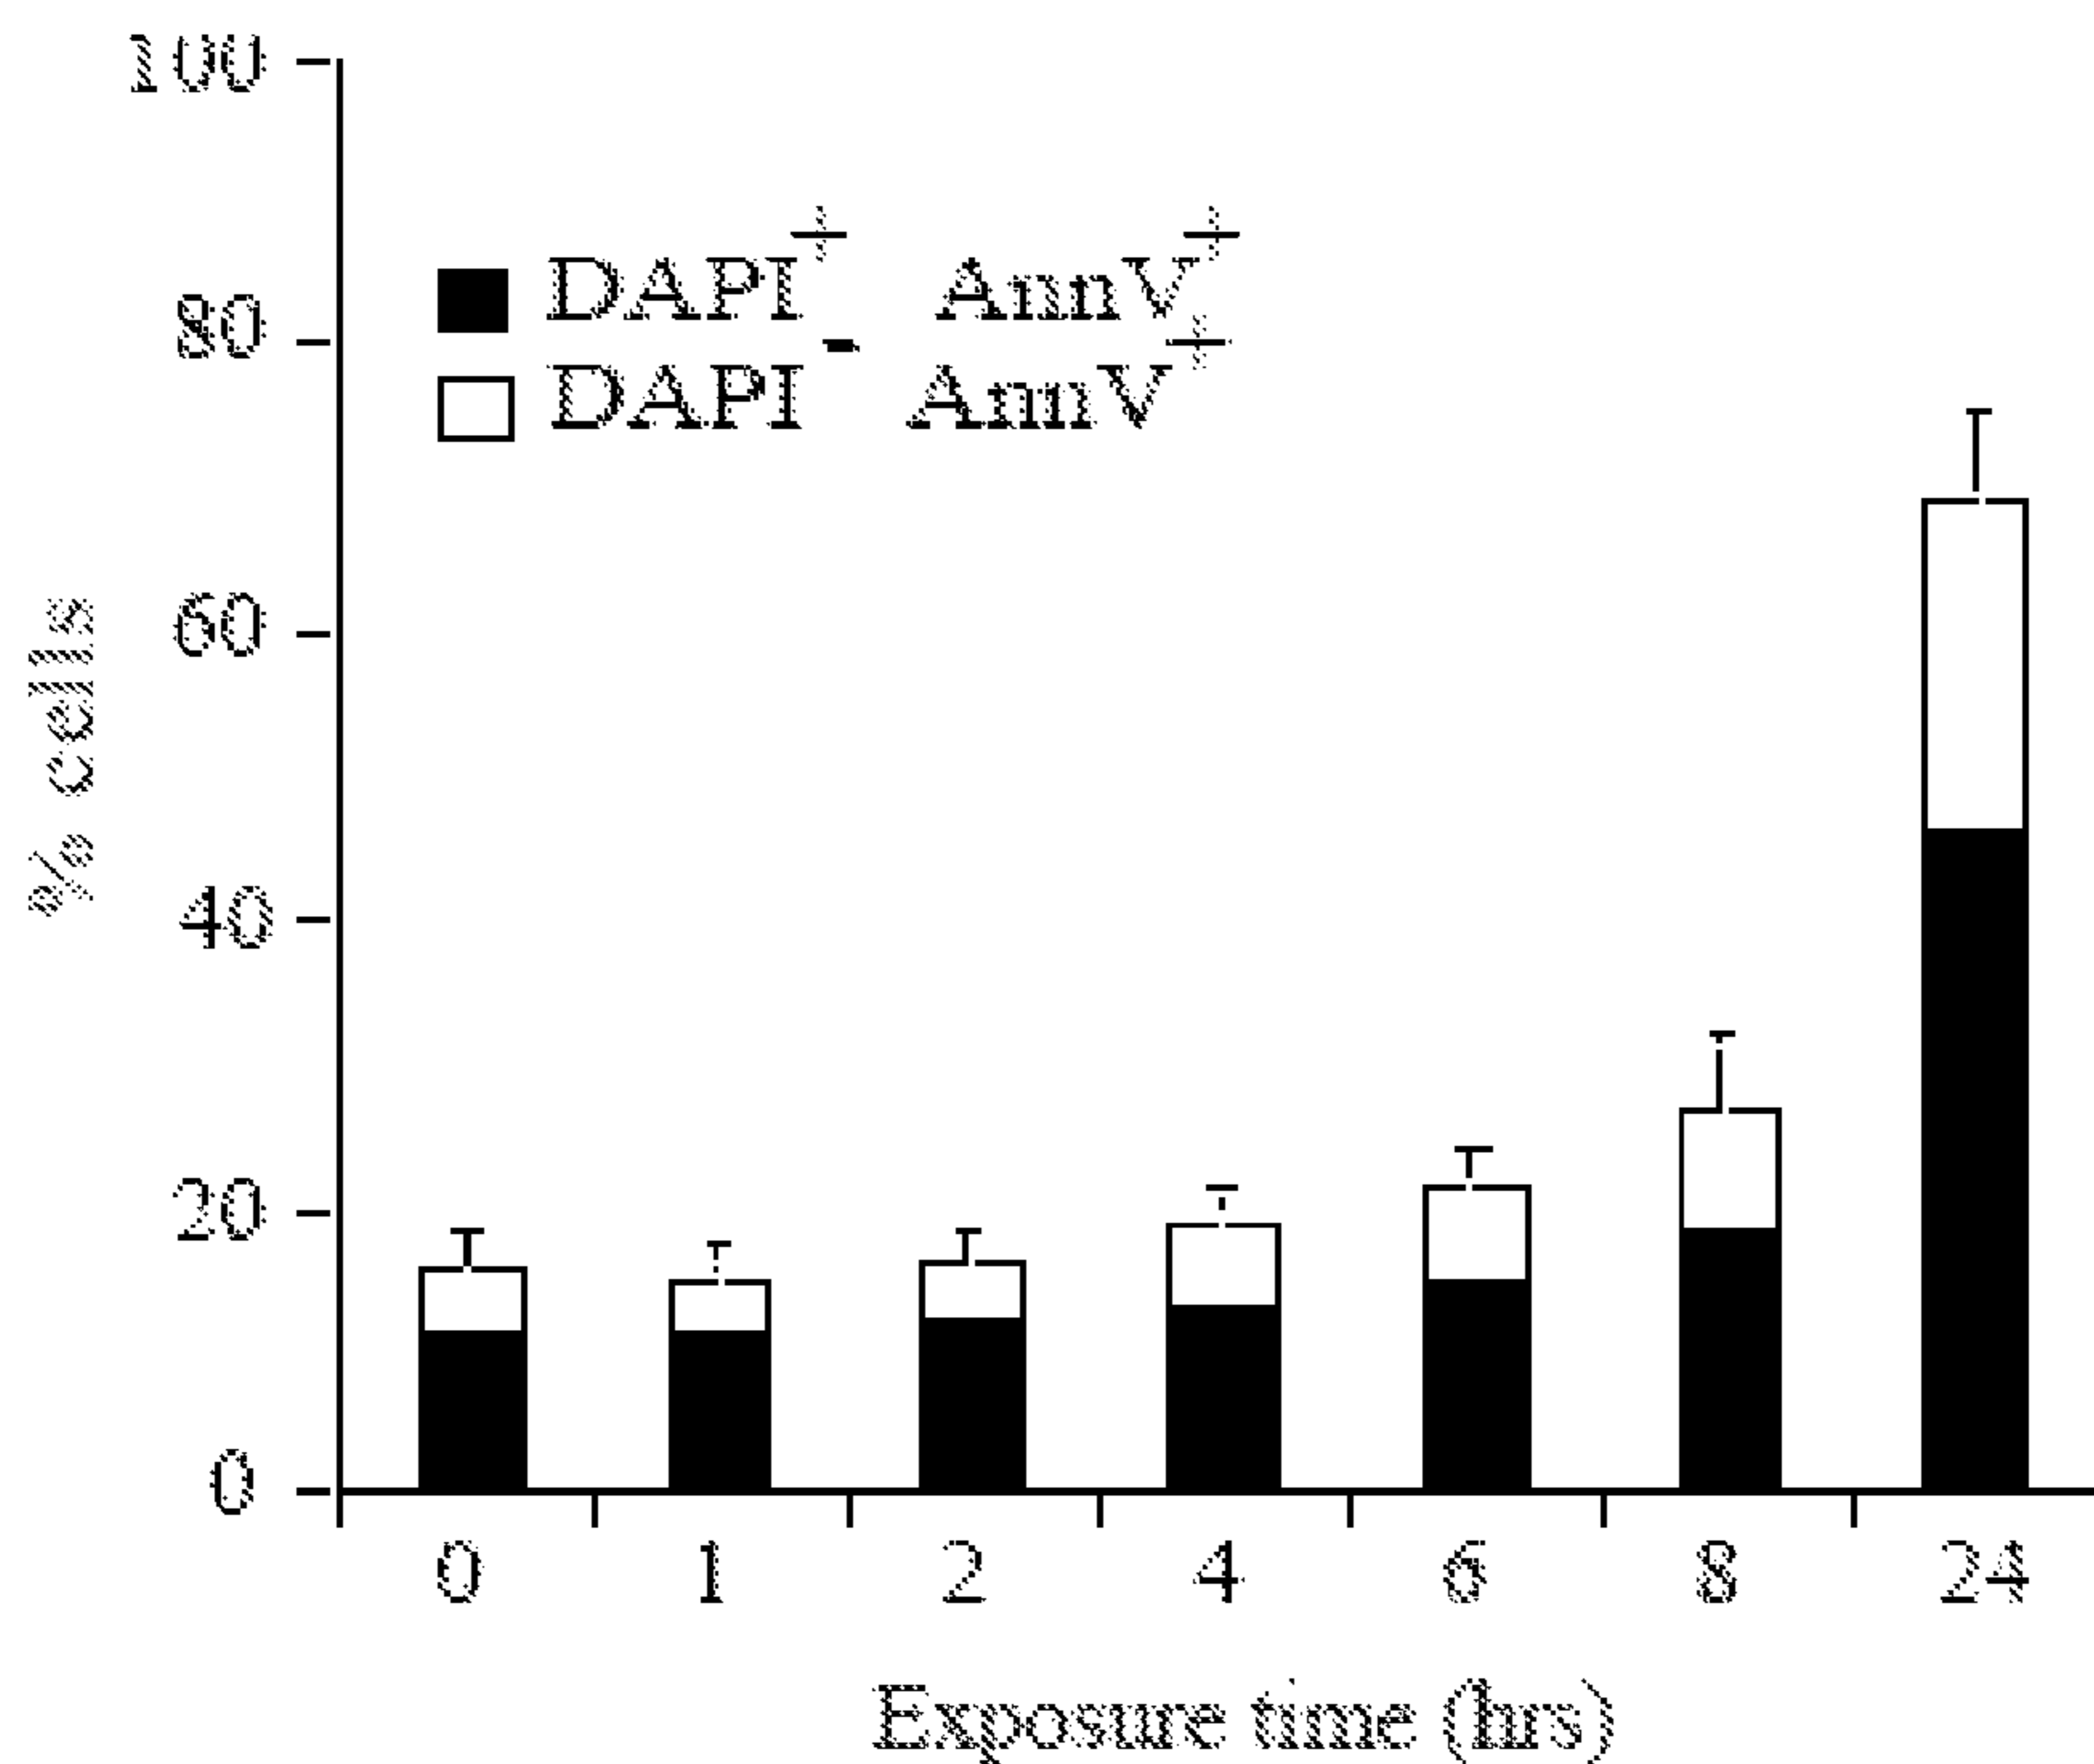 100
80
60
40
20
0
% cells
DAPI⁺ AnnV⁺
DAPI⁻ AnnV⁺
0 1 2 4 6 8 24
Exposure time (hrs)